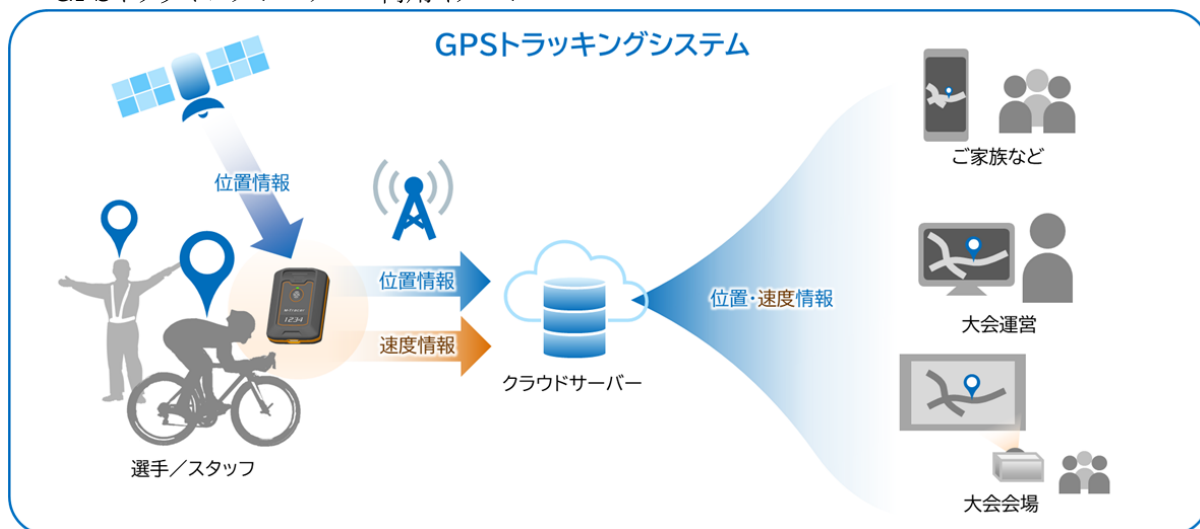 GPSトラッキングシステム
位置情報
位置情報
速度情報
1234
選手／スタッフ
クラウドサーバー
位置・速度情報
ご家族など
大会運営
大会会場